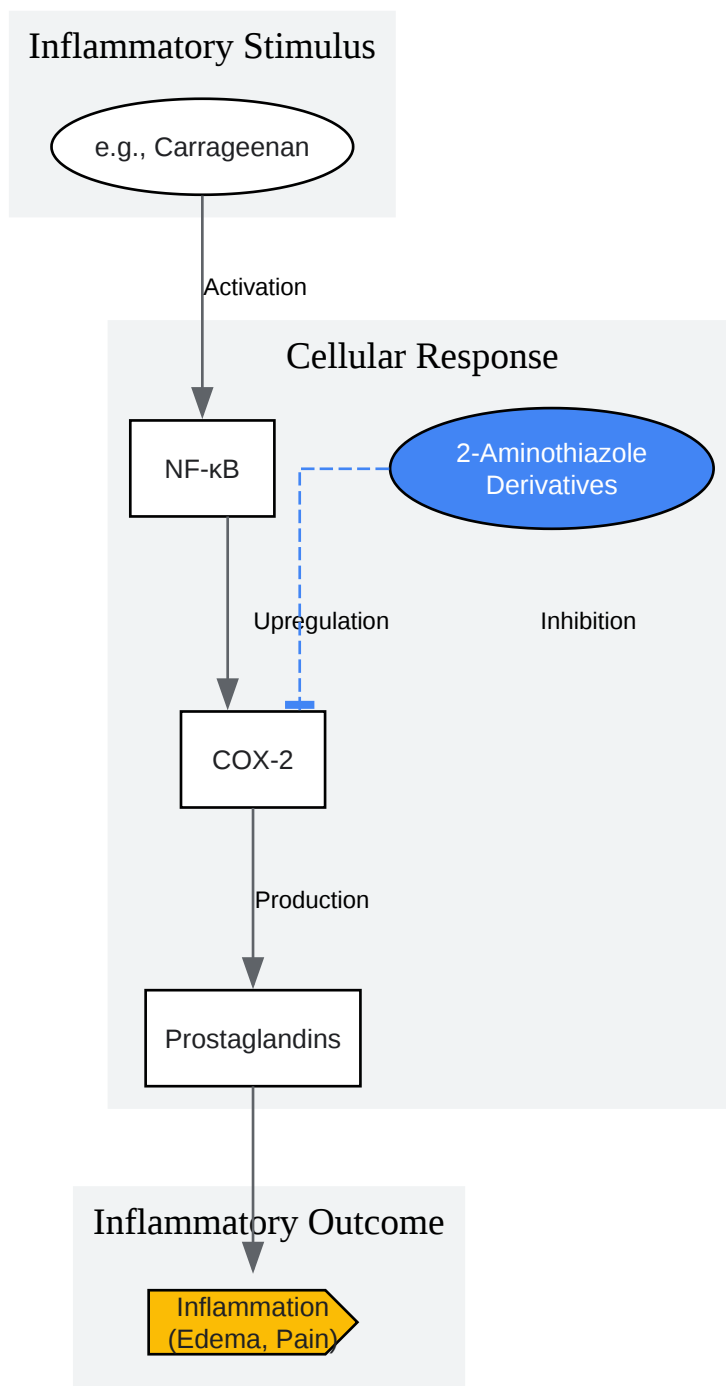 Inflammatory Stimulus
e.g., Carrageenan
Activation
Cellular Response
NF-κB
2-Aminothiazole
Derivatives
Upregulation
Inhibition
COX-2
Production
Prostaglandins
Inflammatory Outcome
Inflammation
(Edema, Pain)